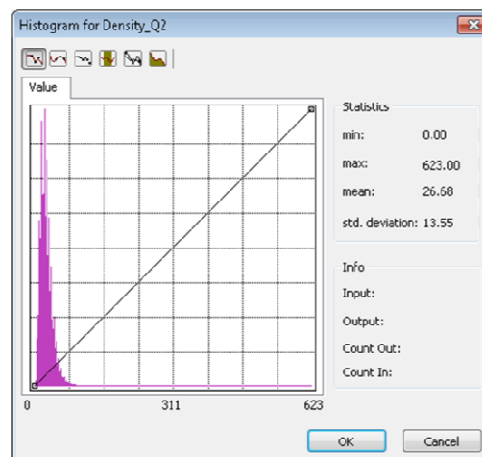 Histogram for Density_Q2
Value
Statistics
min: 0.00
max: 623.00
mean: 26.68
std. deviation: 13.55
Info
Input:
Output:
Count Out:
Count In:
0 311 623
OK Cancel